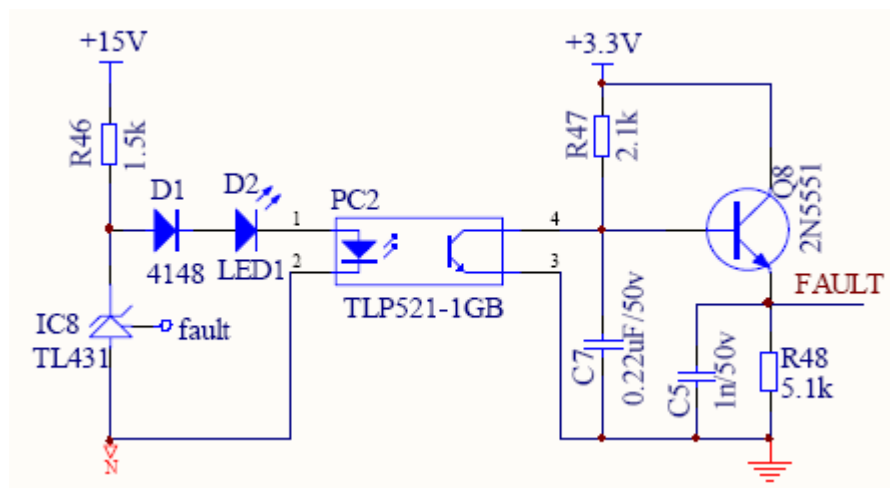 +15V
+3.3V
R46
1.5k
R47
2.1k
Q8
2N5551
D1
D2
PC2
1
4
4148
LED1
2
3
TLP521-1GB
FAULT
IC8
TL431
fault
C7
0.22uF/50v
C5
1n/50v
R48
5.1k
N